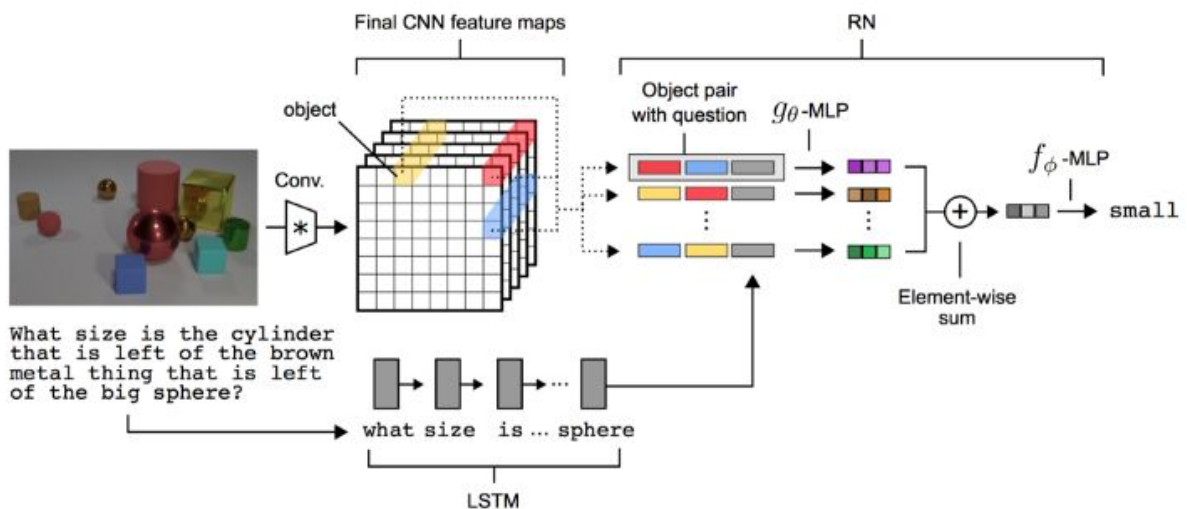 Final CNN feature maps
RN
object
Object pair
with question
gθ-MLP
fϕ-MLP
Conv.
*
+
small
Element-wise
sum
What size is the cylinder
that is left of the brown
metal thing that is left
of the big sphere?
what size is ... sphere
LSTM